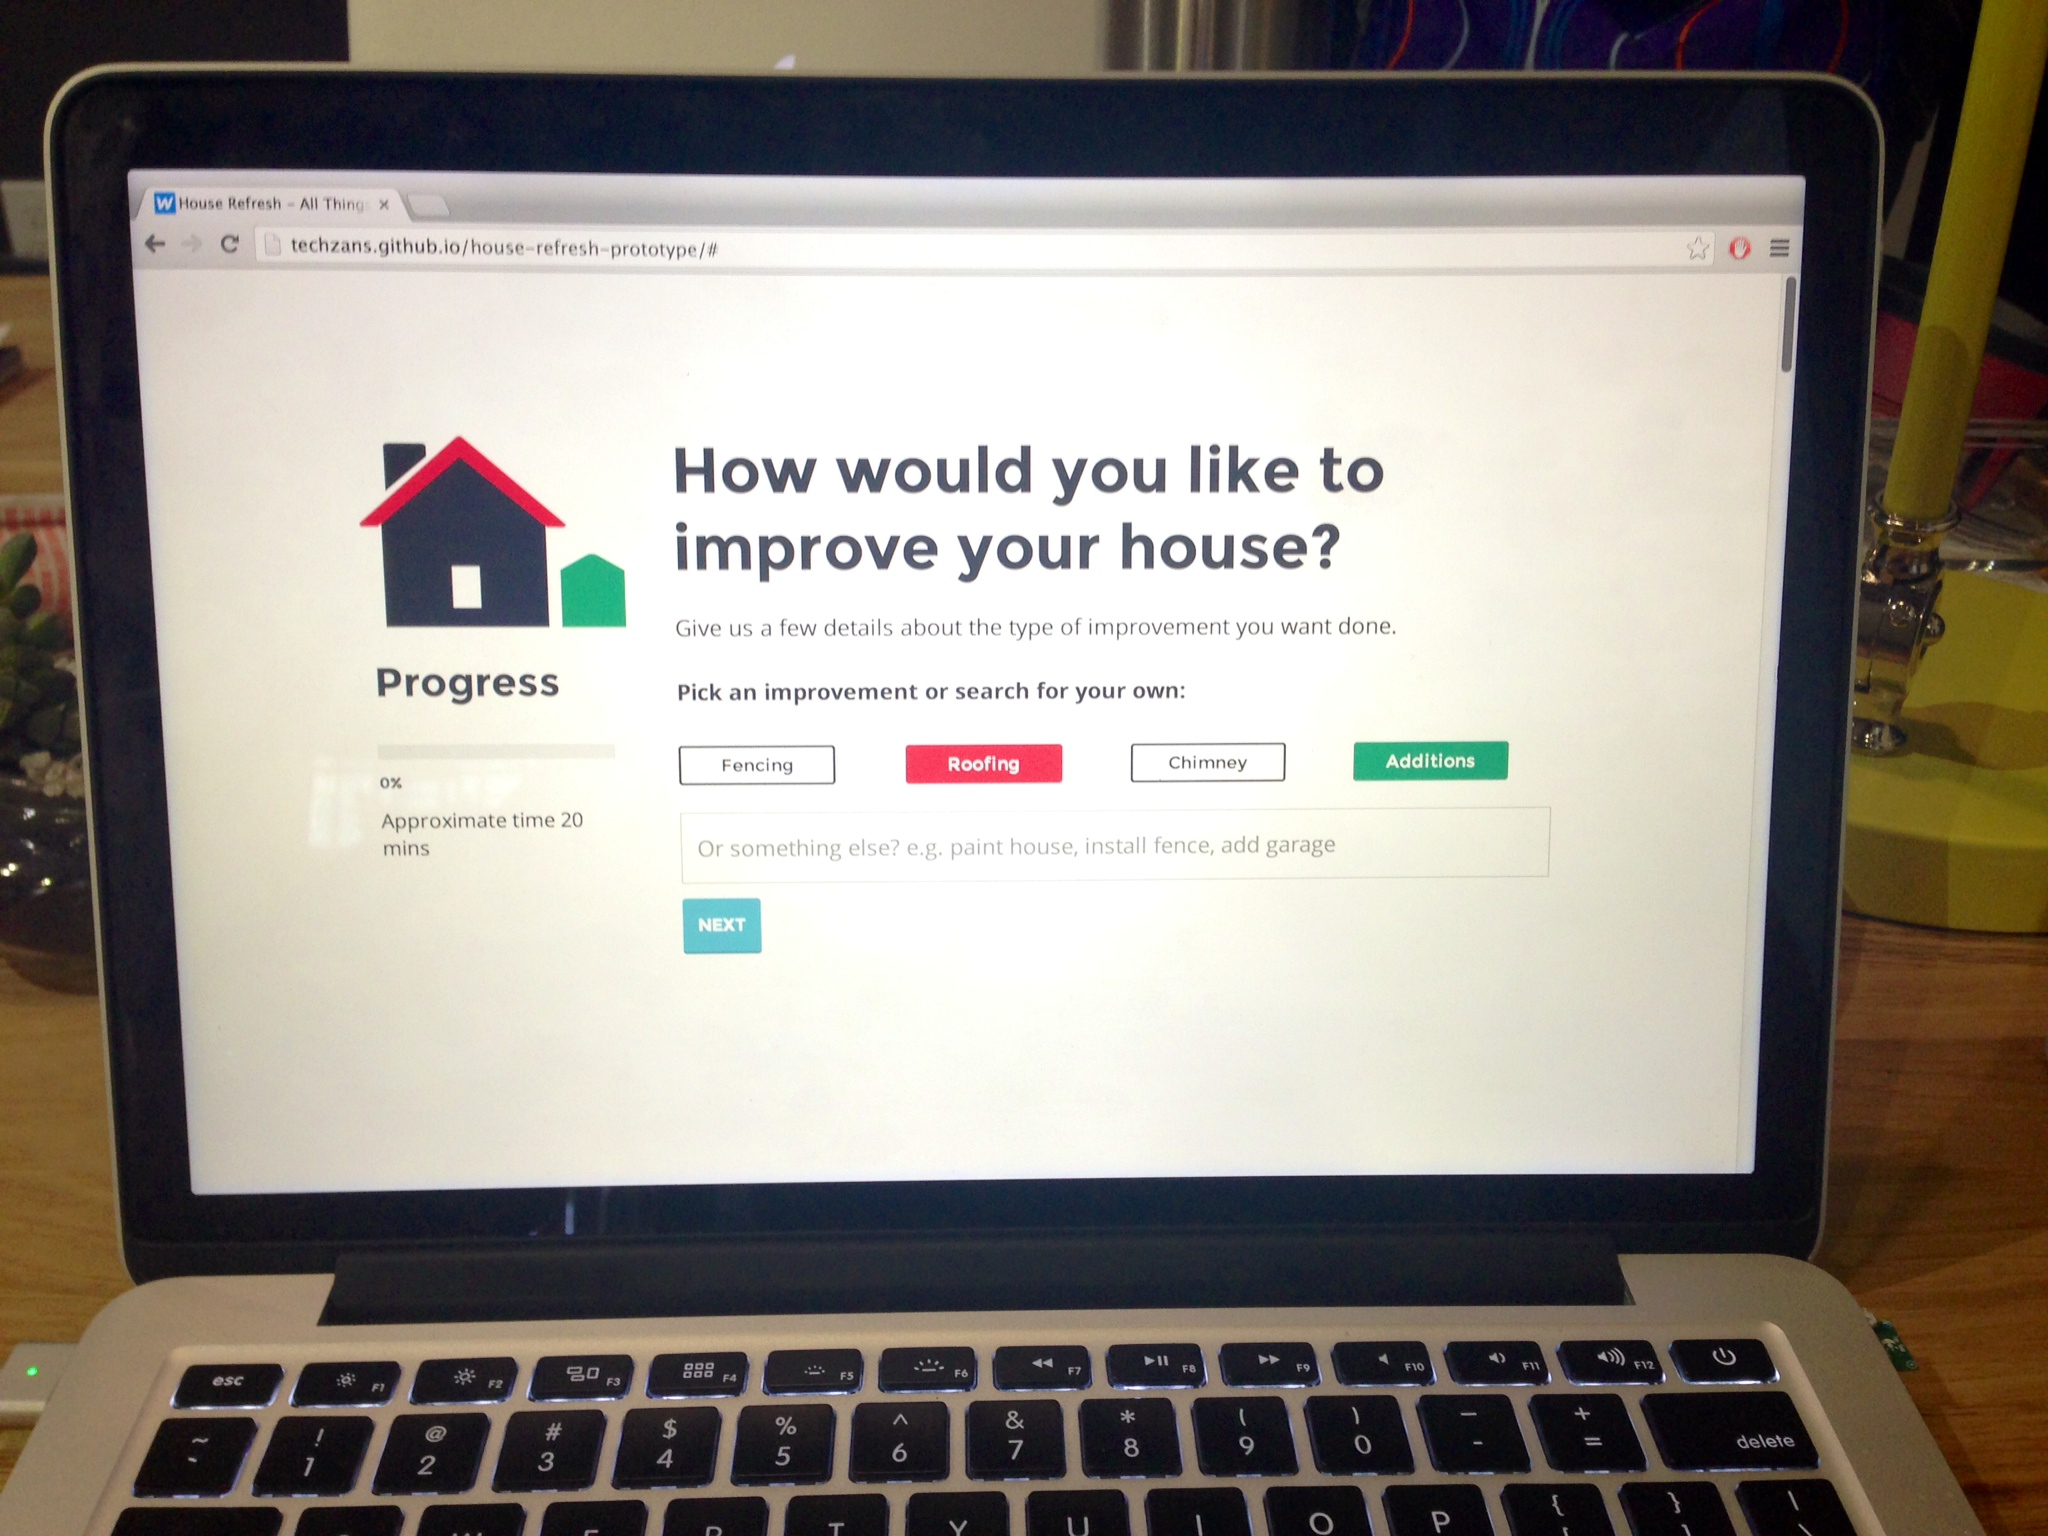 W House Refresh - All Thing
techzans.github.io/house-refresh-prototype/#
How would you like to
improve your house?
Give us a few details about the type of improvement you want done.
Progress
Pick an improvement or search for your own:
Fencing Roofing Chimney Additions
0%
Approximate time 20
mins
Or something else? e.g. paint house, install fence, add garage
NEXT
esc F1 F2 F3 F4 F5 F6 F7 F8 F9 F10 F11 F12
~ ! @ # $ % ^ & * ( ) — +
` 1 2 3 4 5 6 7 8 9 0 - = delete
T Y U I O P { } |